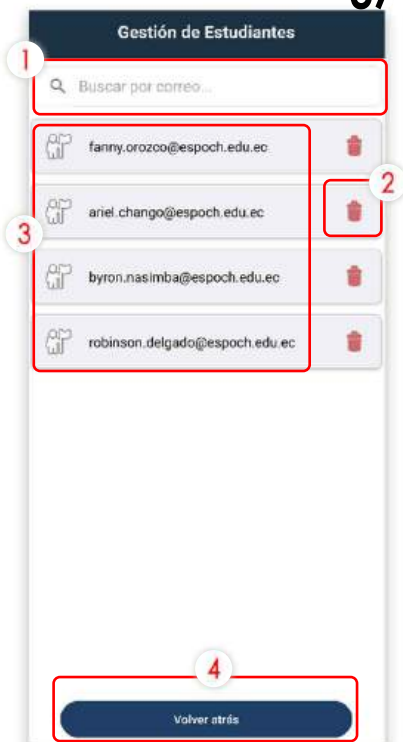 Gestión de Estudiantes
1
Buscar por correo...
fanny.orozco@espoch.edu.ec
2
ariel.chango@espoch.edu.ec
3
byron.nasimba@espoch.edu.ec
robinson.delgado@espoch.edu.ec
4
Volver atrás